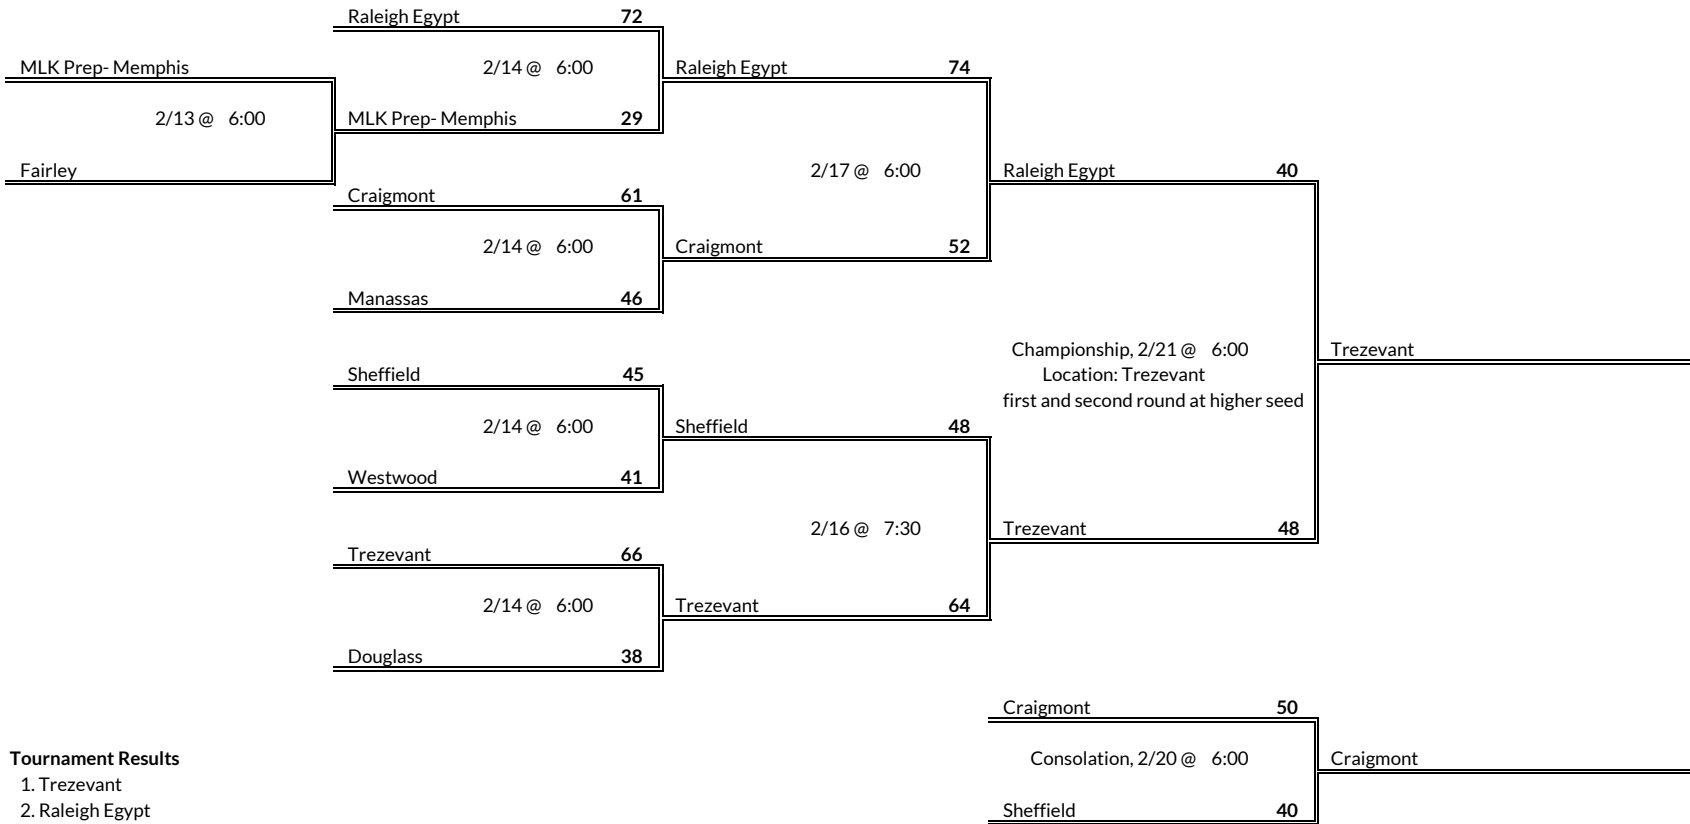 Raleigh Egypt 72
MLK Prep- Memphis 2/14 @ 6:00 Raleigh Egypt 74
2/13 @ 6:00 MLK Prep- Memphis 29
Fairley 2/17 @ 6:00 Raleigh Egypt 40
Craigmont 61
2/14 @ 6:00 Craigmont 52
Manassas 46
Championship, 2/21 @ 6:00 Trezevant
Sheffield 45 Location: Trezevant
first and second round at higher seed
2/14 @ 6:00 Sheffield 48
Westwood 41
2/16 @ 7:30 Trezevant 48
Trezevant 66
2/14 @ 6:00 Trezevant 64
Douglass 38
Craigmont 50
Tournament Results Consolation, 2/20 @ 6:00 Craigmont
1. Trezevant
2. Raleigh Egypt Sheffield 40